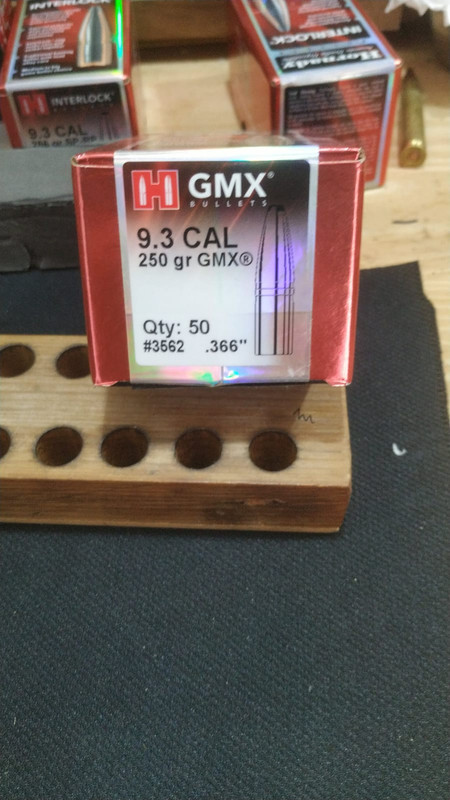 INTERLOCK
INTERLOCK
9.3 CAL
INTERLOCK
Hornady
H GMX®
BULLETS
9.3 CAL
250 gr GMX®
Qty: 50
#3562 .366"